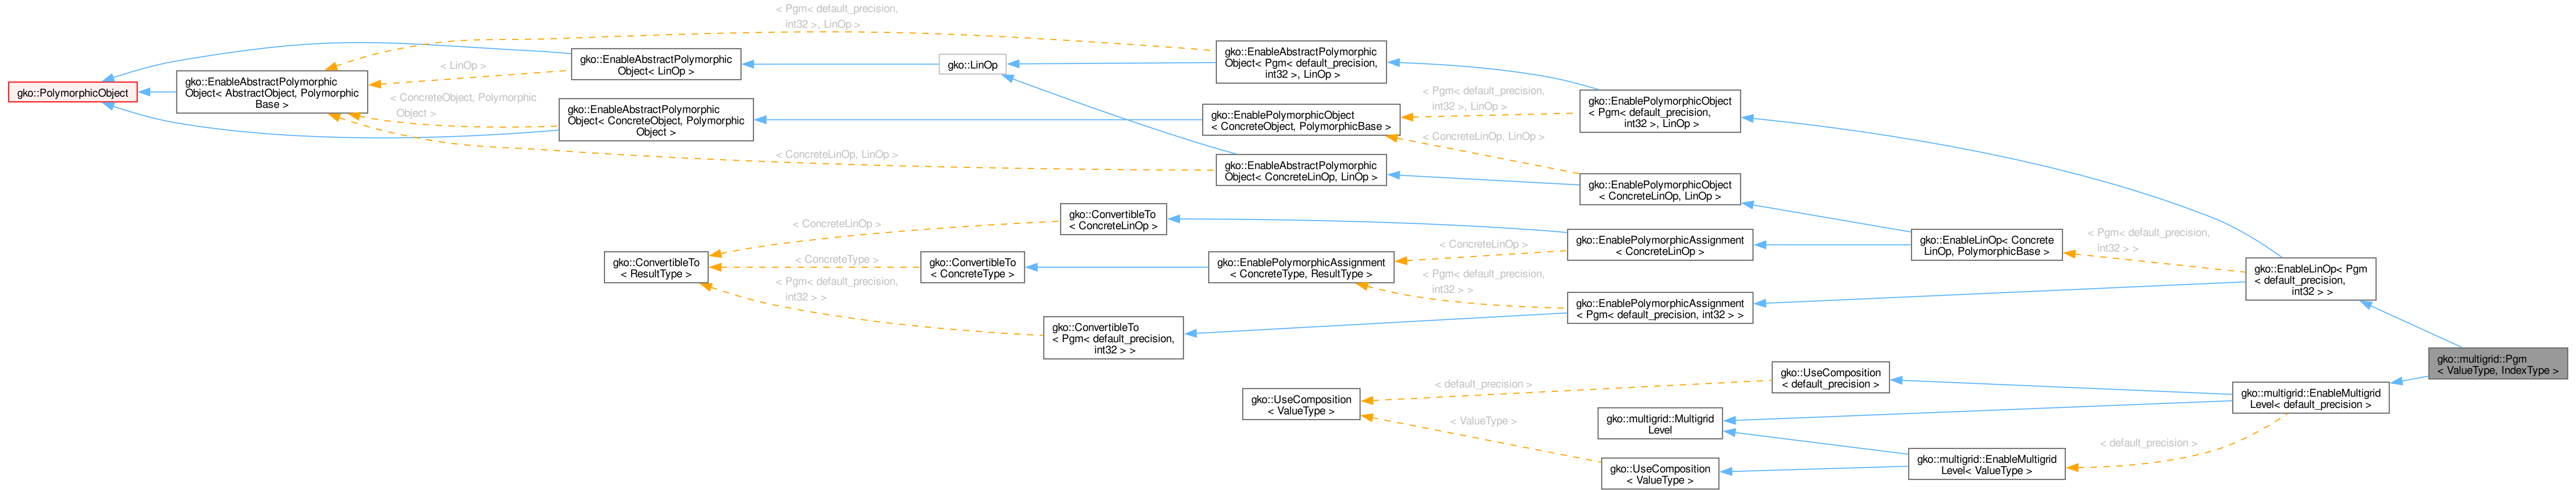 gko::PolymorphicObject
gko::EnableAbstractPolymorphic
Object< AbstractObject, Polymorphic
Base >
< Pgm< default_precision,
int32 >, LinOp >
< LinOp >
< ConcreteObject, Polymorphic
Object >
< ConcreteLinOp, LinOp >
gko::EnableAbstractPolymorphic
Object< LinOp >
gko::EnableAbstractPolymorphic
Object< ConcreteObject, Polymorphic
Object >
gko::LinOp
gko::EnableAbstractPolymorphic
Object< Pgm< default_precision,
int32 >, LinOp >
gko::EnablePolymorphicObject
< ConcreteObject, PolymorphicBase >
gko::EnableAbstractPolymorphic
Object< ConcreteLinOp, LinOp >
< Pgm< default_precision,
int32 >, LinOp >
< ConcreteLinOp, LinOp >
gko::EnablePolymorphicObject
< Pgm< default_precision,
int32 >, LinOp >
gko::EnablePolymorphicObject
< ConcreteLinOp, LinOp >
gko::ConvertibleTo
< ResultType >
< ConcreteLinOp >
< ConcreteType >
< Pgm< default_precision,
int32 > >
gko::ConvertibleTo
< ConcreteLinOp >
gko::ConvertibleTo
< ConcreteType >
gko::ConvertibleTo
< Pgm< default_precision,
int32 > >
gko::EnablePolymorphicAssignment
< ConcreteType, ResultType >
< ConcreteLinOp >
< Pgm< default_precision,
int32 > >
gko::EnablePolymorphicAssignment
< ConcreteLinOp >
gko::EnablePolymorphicAssignment
< Pgm< default_precision, int32 > >
gko::EnableLinOp< Concrete
LinOp, PolymorphicBase >
< Pgm< default_precision,
int32 > >
gko::EnableLinOp< Pgm
< default_precision,
int32 > >
gko::multigrid::Pgm
< ValueType, IndexType >
gko::UseComposition
< ValueType >
< default_precision >
< ValueType >
gko::UseComposition
< default_precision >
gko::multigrid::Multigrid
Level
gko::UseComposition
< ValueType >
gko::multigrid::EnableMultigrid
Level< ValueType >
< default_precision >
gko::multigrid::EnableMultigrid
Level< default_precision >